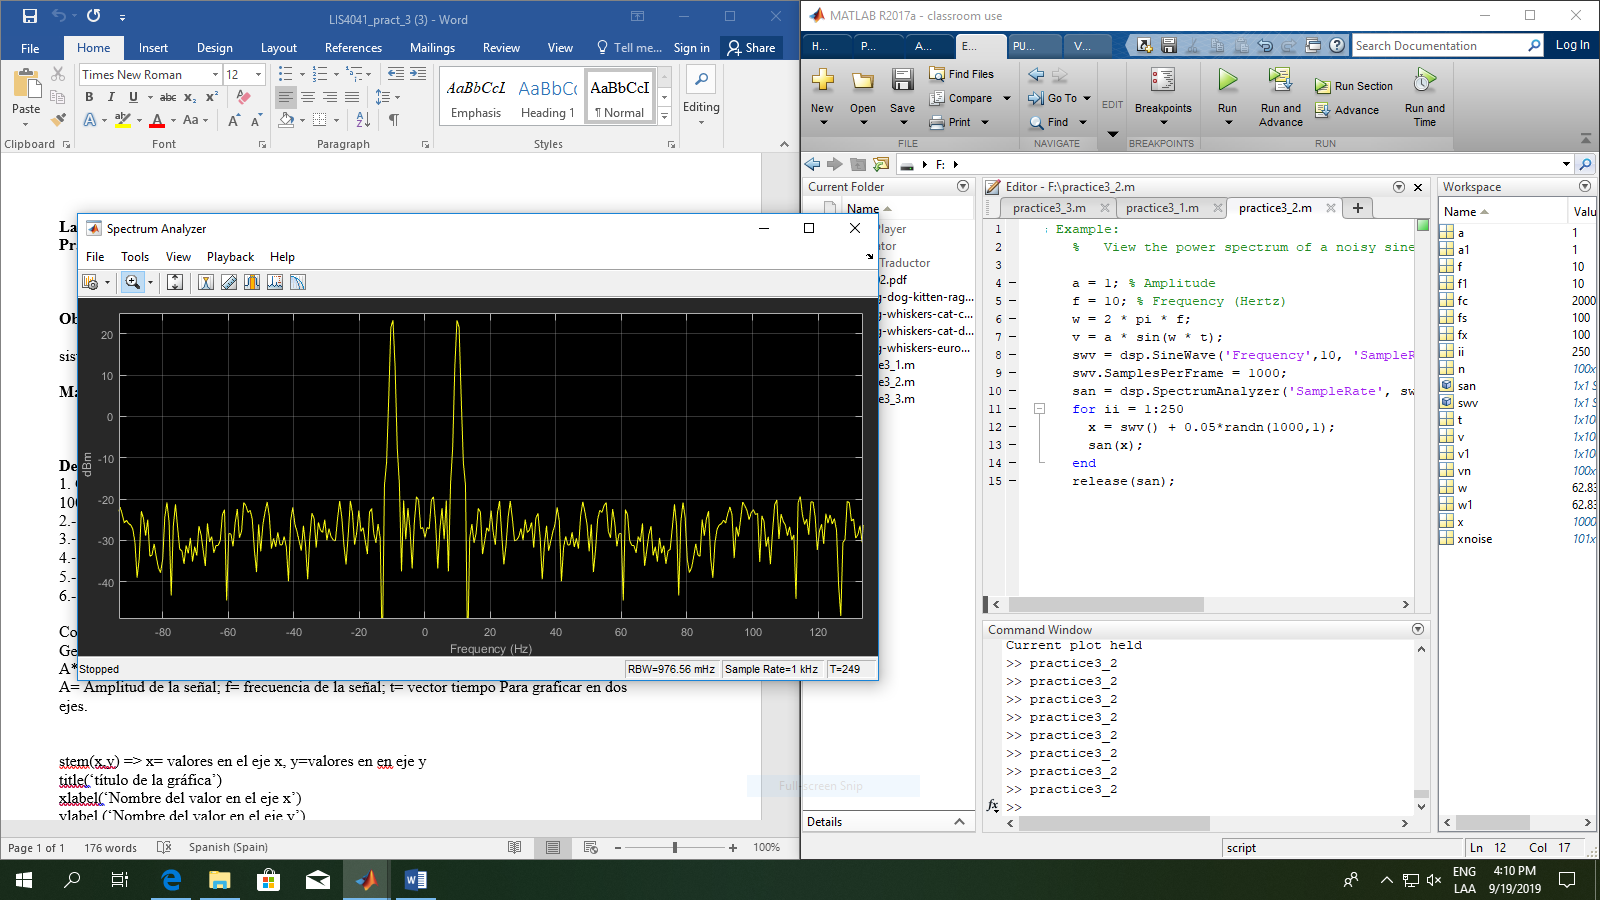 LIS4041_pract_3 (3) - Word
File
Home
Insert
Design
Layout
References
Mailings
Review
View
Tell me...
Sign in
Share
Paste
Times New Roman
12
Clipboard
Font
Paragraph
AaBbCcI
Emphasis
AaBbCc
Heading 1
AaBbCcI
¶ Normal
Styles
Editing
La
Pr
Ob
sis
Ma
De
1.
100
2.-
3.-
4.-
5.-
6.-
Co
Ge
A*
A= Amplitud de la señal; f= frecuencia de la señal; t= vector tiempo Para graficar en dos
ejes.
stem(x,y) => x= valores en el eje x, y=valores en en eje y
title(‘título de la gráfica’)
xlabel(‘Nombre del valor en el eje x’)
ylabel (‘Nombre del valor en el eje y’)
Page 1 of 1
176 words
Spanish (Spain)
100%
Spectrum Analyzer
File
Tools
View
Playback
Help
20
10
0
-10
-20
-30
-40
dBm
-80
-60
-40
-20
0
20
40
60
80
100
120
Frequency (Hz)
Stopped
RBW=976.56 mHz
Sample Rate=1 kHz
T=249
Full-screen Snip
MATLAB R2017a - classroom use
H...
P...
A...
E...
PU...
V...
Search Documentation
Log In
New
Open
Save
Find Files
Compare
Print
FILE
Go To
Find
NAVIGATE
EDIT
Breakpoints
BREAKPOINTS
Run
Run and
Advance
Run Section
Advance
Run and
Time
RUN
F:
Current Folder
Name
Player
tor
Traductor
02.pdf
g-dog-kitten-rag...
g-whiskers-cat-c...
g-whiskers-cat-d...
g-whiskers-euro...
e3_1.m
e3_2.m
e3_3.m
Details
Editor - F:\practice3_2.m
practice3_3.m
practice3_1.m
practice3_2.m
1 Example:
2 % View the power spectrum of a noisy sine
3
4 a = 1; % Amplitude
5 f = 10; % Frequency (Hertz)
6 w = 2 * pi * f;
7 v = a * sin(w * t);
8 swv = dsp.SineWave('Frequency',10, 'SampleR
9 swv.SamplesPerFrame = 1000;
10 san = dsp.SpectrumAnalyzer('SampleRate', sw
11 for ii = 1:250
12 x = swv() + 0.05*randn(1000,1);
13 san(x);
14 end
15 release(san);
Command Window
Current plot held
>> practice3_2
>> practice3_2
>> practice3_2
>> practice3_2
>> practice3_2
>> practice3_2
>> practice3_2
>> practice3_2
fx >>
Workspace
Name Valu
a 1
a1 1
f 10
f1 10
fc 2000
fs 100
fx 100
ii 250
n 100x
san 1x1 S
swv 1x1 S
t 1x10
v 1x10
v1 1x10
vn 100x
w 62.83
w1 62.83
x 1000
xnoise 101x
script
Ln 12 Col 17
ENG
LAA
4:10 PM
9/19/2019